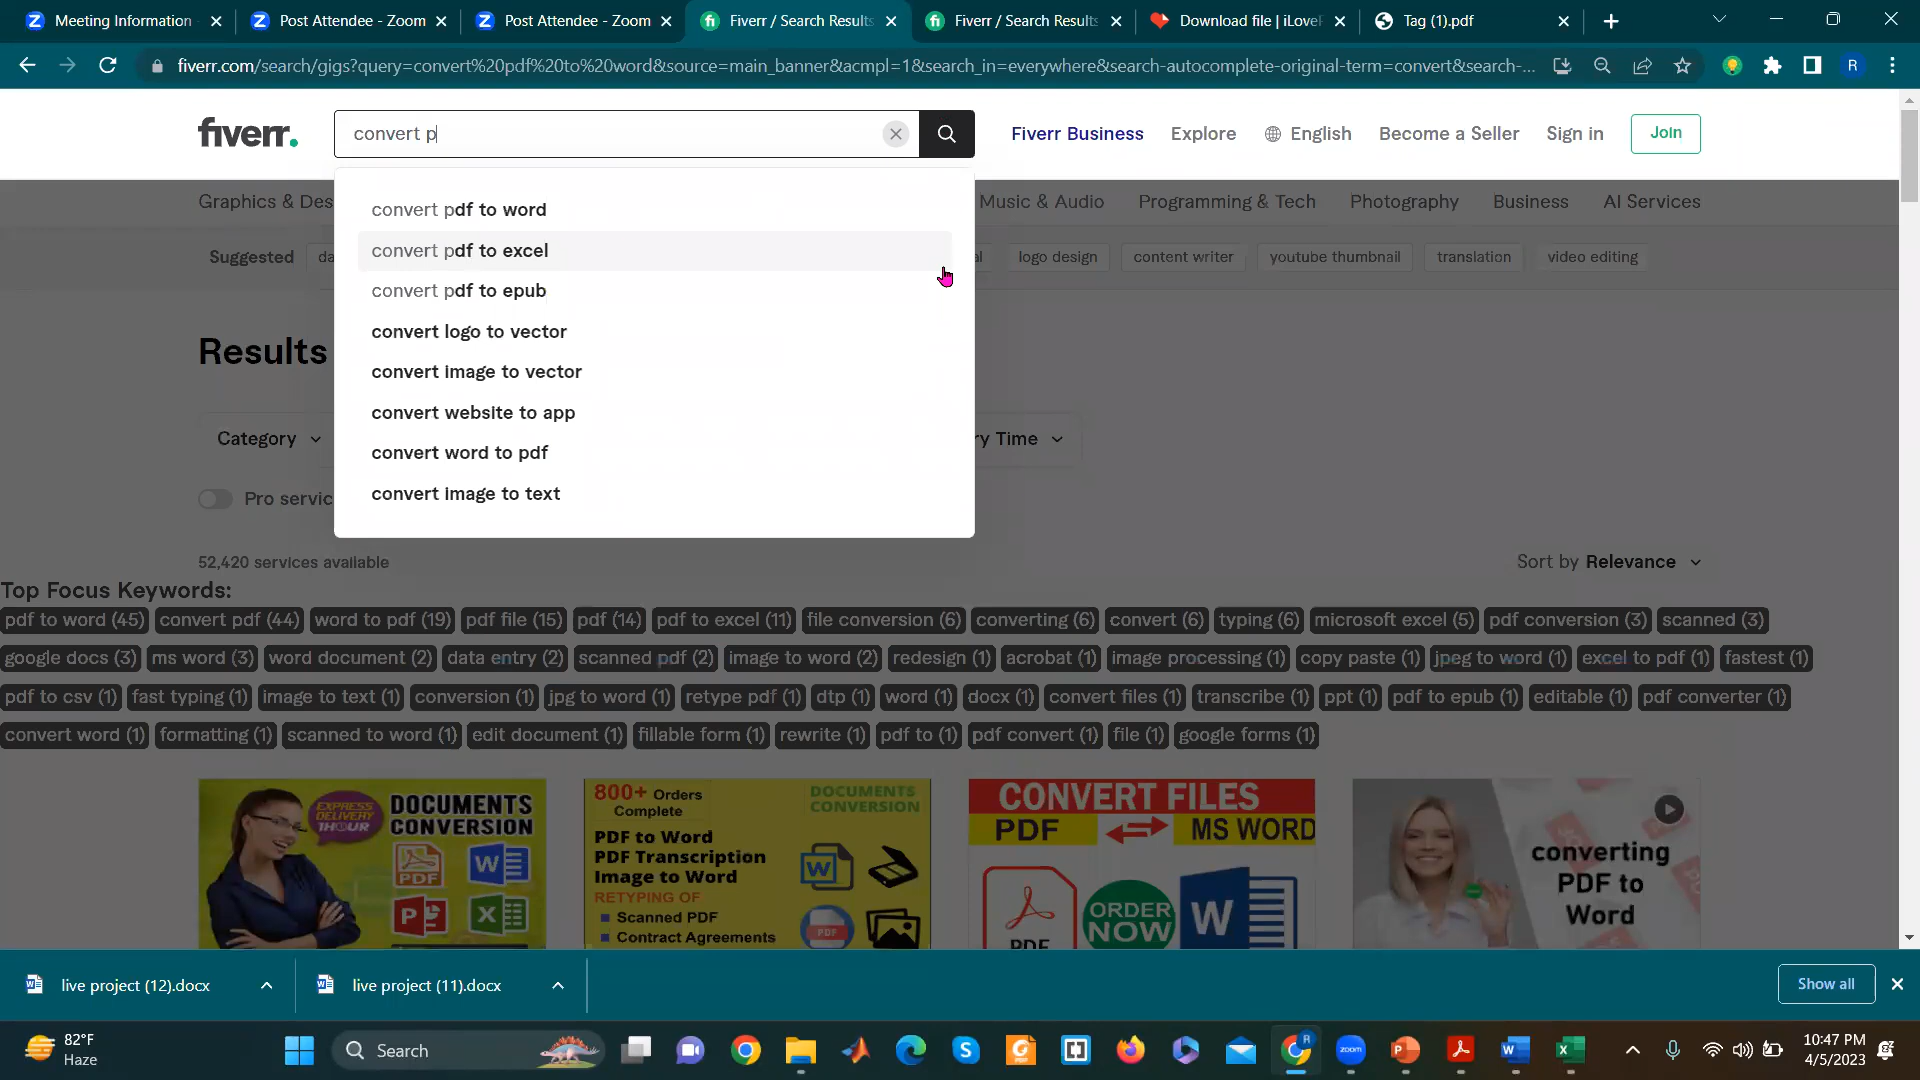 Meeting Information
Post Attendee - Zoom
Post Attendee - Zoom
Fiverr / Search Results
Fiverr / Search Results
Download file | iLoveP
Tag (1).pdf
fiverr.com/search/gigs?query=convert%20pdf%20to%20word&source=main_banner&acmpl=1&search_in=everywhere&search-autocomplete-original-term=convert&search-...
R
fiverr.
convert p
Fiverr Business
Explore
English
Become a Seller
Sign in
Join
Graphics & Des
Music & Audio
Programming & Tech
Photography
Business
AI Services
convert pdf to word
convert pdf to excel
convert pdf to epub
convert logo to vector
convert image to vector
convert website to app
convert word to pdf
convert image to text
Suggested
da
al
logo design
content writer
youtube thumbnail
translation
video editing
Results
Category
ry Time
Pro servic
52,420 services available
Sort by Relevance
Top Focus Keywords:
pdf to word (45) convert pdf (44) word to pdf (19) pdf file (15) pdf (14) pdf to excel (11) file conversion (6) converting (6) convert (6) typing (6) microsoft excel (5) pdf conversion (3) scanned (3)
google docs (3) ms word (3) word document (2) data entry (2) scanned pdf (2) image to word (2) redesign (1) acrobat (1) image processing (1) copy paste (1) jpeg to word (1) excel to pdf (1) fastest (1)
pdf to csv (1) fast typing (1) image to text (1) conversion (1) jpg to word (1) retype pdf (1) dtp (1) word (1) docx (1) convert files (1) transcribe (1) ppt (1) pdf to epub (1) editable (1) pdf converter (1)
convert word (1) formatting (1) scanned to word (1) edit document (1) fillable form (1) rewrite (1) pdf to (1) pdf convert (1) file (1) google forms (1)
EXPRESS
DELIVERY
1HOUR
DOCUMENTS
CONVERSION
PDF
W
P
X
800+ Orders
Complete
DOCUMENTS
CONVERSION
PDF to Word
PDF Transcription
Image to Word
RETYPING OF
Scanned PDF
Contract Agreements
W
PDF
CONVERT FILES
PDF
MS WORD
PDF
ORDER
NOW
W
converting
PDF to
Word
live project (12).docx
live project (11).docx
Show all
82°F
Haze
Search
zoom
10:47 PM
4/5/2023